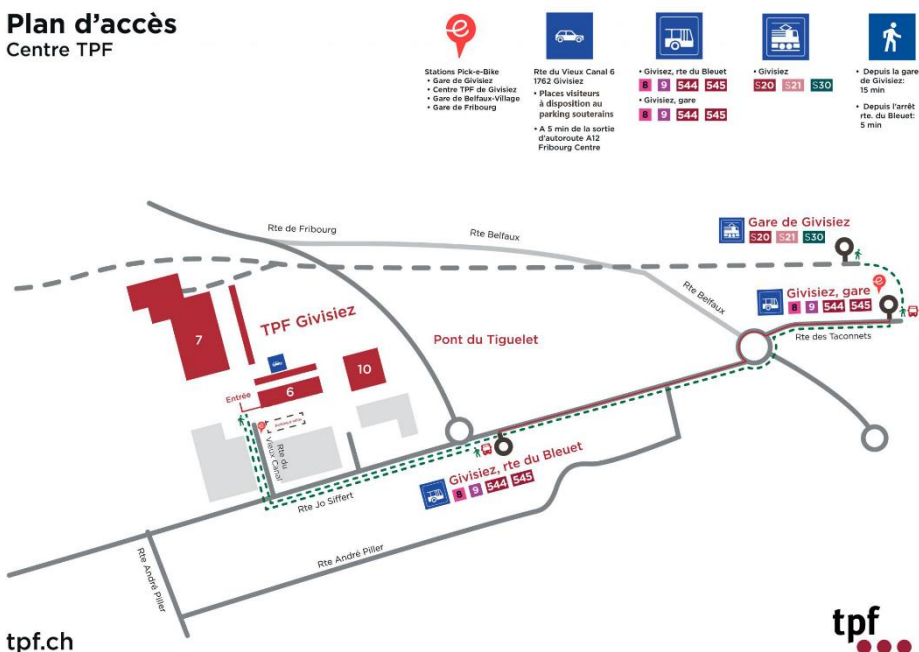 Plan d'accès
Centre TPF
Stations Pick-e-Bike
• Gare de Givisiez
• Centre TPF de Givisiez
• Gare de Belfaux-Village
• Gare de Fribourg
Rte du Vieux Canal 6
1762 Givisiez
• Places visiteurs
à disposition au
parking souterains
• A 5 min de la sortie
d'autoroute A12
Fribourg Centre
• Givisez, rte du Bleuet
8 9 544 545
• Givisiez, gare
8 9 544 545
• Givisiez
S20 S21 S30
• Depuis la gare
de Givisiez:
15 min
• Depuis l'arrêt
rte. du Bleuet:
5 min
Rte de Fribourg
Rte Belfaux
Gare de Givisiez
S20 S21 S30
Rte Belfaux
Givisiez, gare
8 9 544 545
Rte des Taconnets
TPF Givisiez
7
Pont du Tiguelet
10
6
Entrée
Rte du
Vieux Canal
Givisiez, rte du Bleuet
8 9 544 545
Rte Jo Siffert
Rte André Piller
Rte André Piller
tpf.ch
tpf